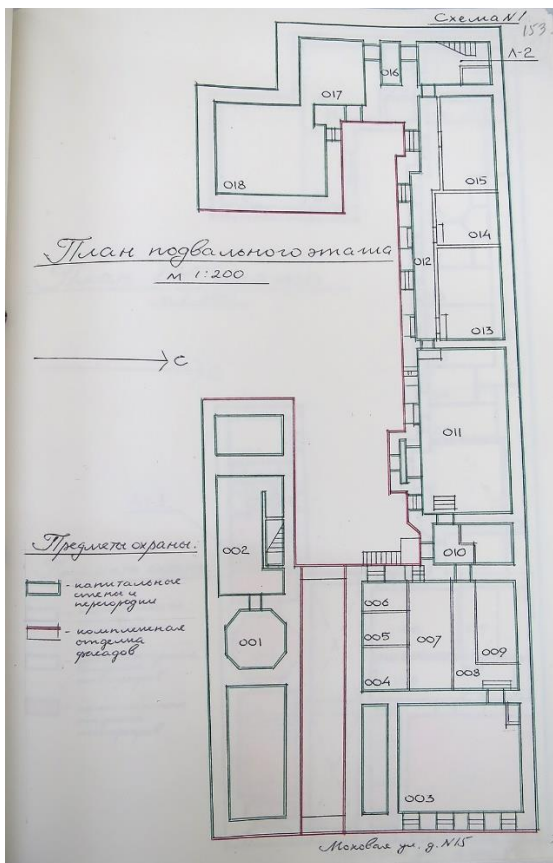 Схема N1
153
Л-2
016
017
018
015
План подвального этажа
М 1:200
014
012
013
С
011
Предметы охраны:
002
010
- капитальные
стены и
перегородки
006
- комплексная
отделка
фасадов
001
005
007
009
008
004
003
Моховая ул. д. N15